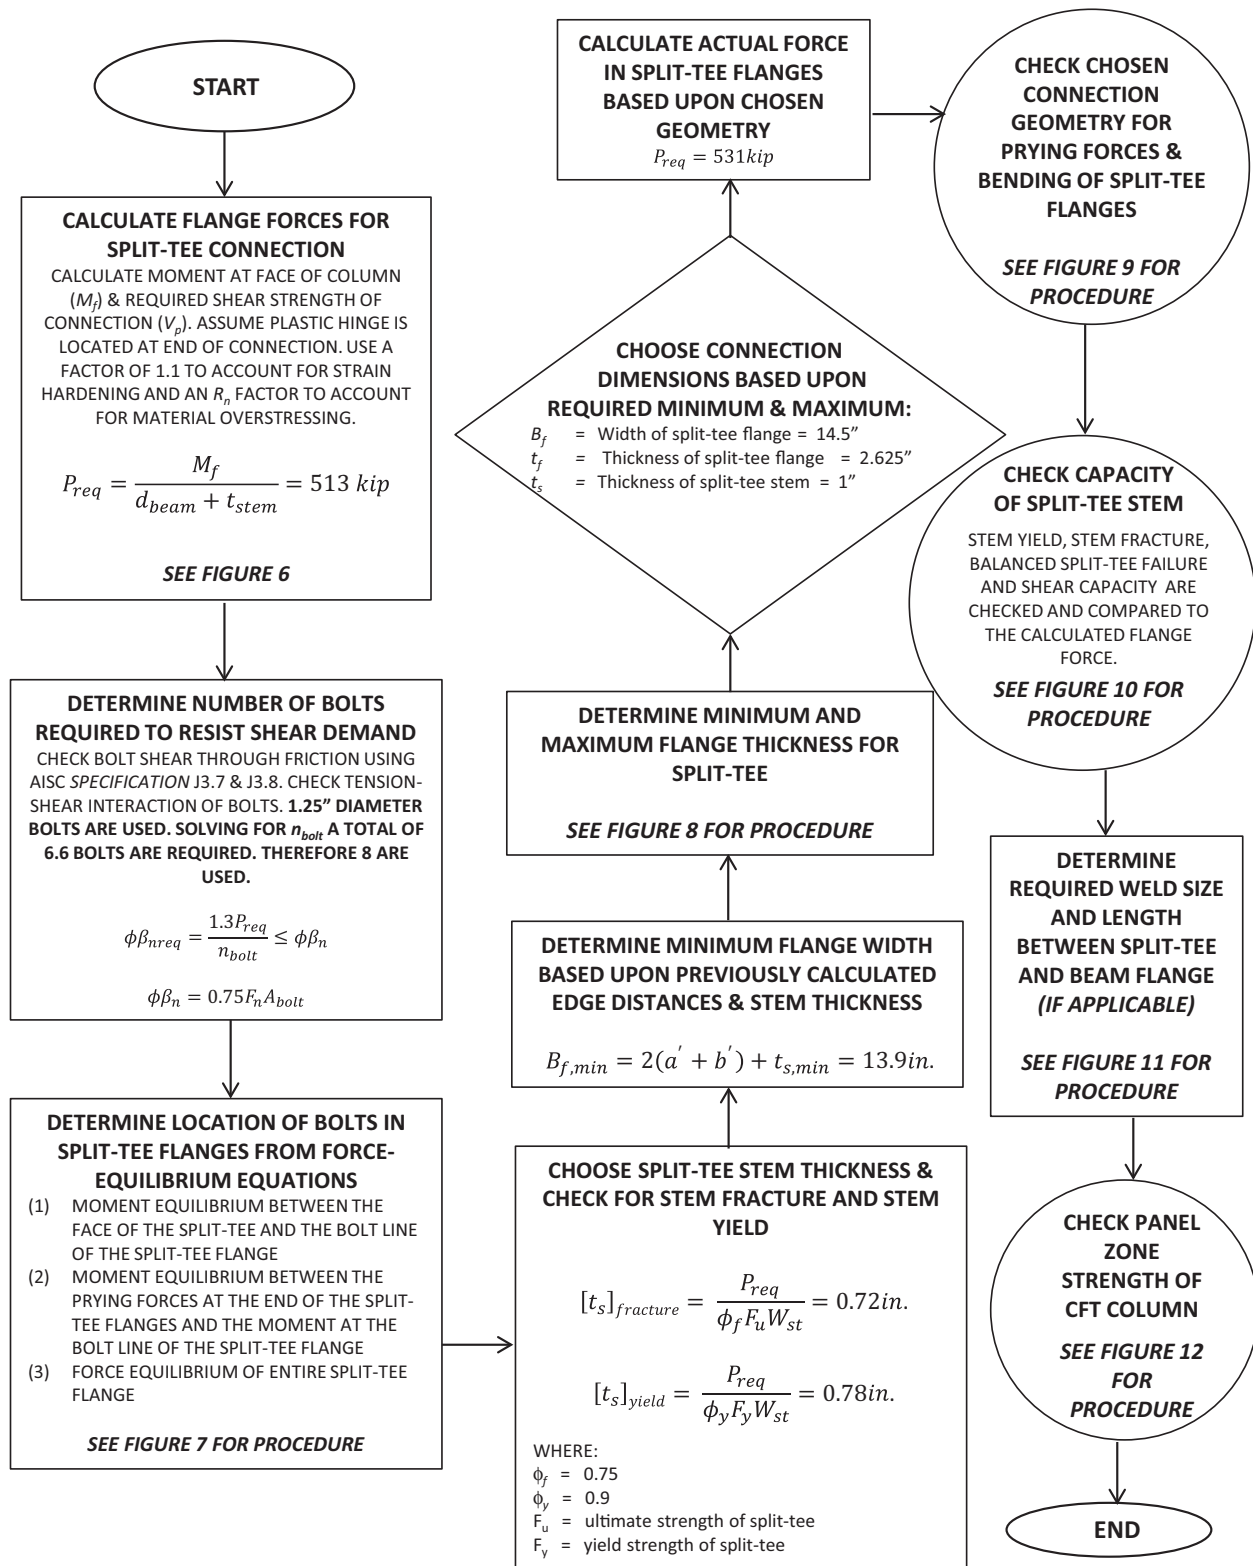 START
CALCULATE FLANGE FORCES FOR
SPLIT-TEE CONNECTION
CALCULATE MOMENT AT FACE OF COLUMN
(M_f) & REQUIRED SHEAR STRENGTH OF
CONNECTION (V_p). ASSUME PLASTIC HINGE IS
LOCATED AT END OF CONNECTION. USE A
FACTOR OF 1.1 TO ACCOUNT FOR STRAIN
HARDENING AND AN R_n FACTOR TO ACCOUNT
FOR MATERIAL OVERSTRESSING.
P_req = M_f / (d_beam + t_stem) = 513 kip
SEE FIGURE 6
DETERMINE NUMBER OF BOLTS
REQUIRED TO RESIST SHEAR DEMAND
CHECK BOLT SHEAR THROUGH FRICTION USING
AISC SPECIFICATION J3.7 & J3.8. CHECK TENSION-
SHEAR INTERACTION OF BOLTS. 1.25” DIAMETER
BOLTS ARE USED. SOLVING FOR n_bolt A TOTAL OF
6.6 BOLTS ARE REQUIRED. THEREFORE 8 ARE
USED.
ϕβ_nreq = 1.3P_req / n_bolt ≤ ϕβ_n
ϕβ_n = 0.75F_nA_bolt
DETERMINE LOCATION OF BOLTS IN
SPLIT-TEE FLANGES FROM FORCE-
EQUILIBRIUM EQUATIONS
(1) MOMENT EQUILIBRIUM BETWEEN THE
FACE OF THE SPLIT-TEE AND THE BOLT LINE
OF THE SPLIT-TEE FLANGE
(2) MOMENT EQUILIBRIUM BETWEEN THE
PRYING FORCES AT THE END OF THE SPLIT-
TEE FLANGES AND THE MOMENT AT THE
BOLT LINE OF THE SPLIT-TEE FLANGE
(3) FORCE EQUILIBRIUM OF ENTIRE SPLIT-TEE
FLANGE
SEE FIGURE 7 FOR PROCEDURE
CHOOSE SPLIT-TEE STEM THICKNESS &
CHECK FOR STEM FRACTURE AND STEM
YIELD
[t_s]_fracture = P_req / (ϕ_f F_u W_st) = 0.72in.
[t_s]_yield = P_req / (ϕ_y F_y W_st) = 0.78in.
WHERE:
ϕ_f = 0.75
ϕ_y = 0.9
F_u = ultimate strength of split-tee
F_y = yield strength of split-tee
DETERMINE MINIMUM FLANGE WIDTH
BASED UPON PREVIOUSLY CALCULATED
EDGE DISTANCES & STEM THICKNESS
B_f,min = 2(a′ + b′) + t_s,min = 13.9in.
DETERMINE MINIMUM AND
MAXIMUM FLANGE THICKNESS FOR
SPLIT-TEE
SEE FIGURE 8 FOR PROCEDURE
CHOOSE CONNECTION
DIMENSIONS BASED UPON
REQUIRED MINIMUM & MAXIMUM:
B_f = Width of split-tee flange = 14.5”
t_f = Thickness of split-tee flange = 2.625”
t_s = Thickness of split-tee stem = 1”
CALCULATE ACTUAL FORCE
IN SPLIT-TEE FLANGES
BASED UPON CHOSEN
GEOMETRY
P_req = 531kip
CHECK CHOSEN
CONNECTION
GEOMETRY FOR
PRYING FORCES &
BENDING OF SPLIT-TEE
FLANGES
SEE FIGURE 9 FOR
PROCEDURE
CHECK CAPACITY
OF SPLIT-TEE STEM
STEM YIELD, STEM FRACTURE,
BALANCED SPLIT-TEE FAILURE
AND SHEAR CAPACITY ARE
CHECKED AND COMPARED TO
THE CALCULATED FLANGE
FORCE.
SEE FIGURE 10 FOR
PROCEDURE
DETERMINE
REQUIRED WELD SIZE
AND LENGTH
BETWEEN SPLIT-TEE
AND BEAM FLANGE
(IF APPLICABLE)
SEE FIGURE 11 FOR
PROCEDURE
CHECK PANEL
ZONE
STRENGTH OF
CFT COLUMN
SEE FIGURE 12
FOR
PROCEDURE
END